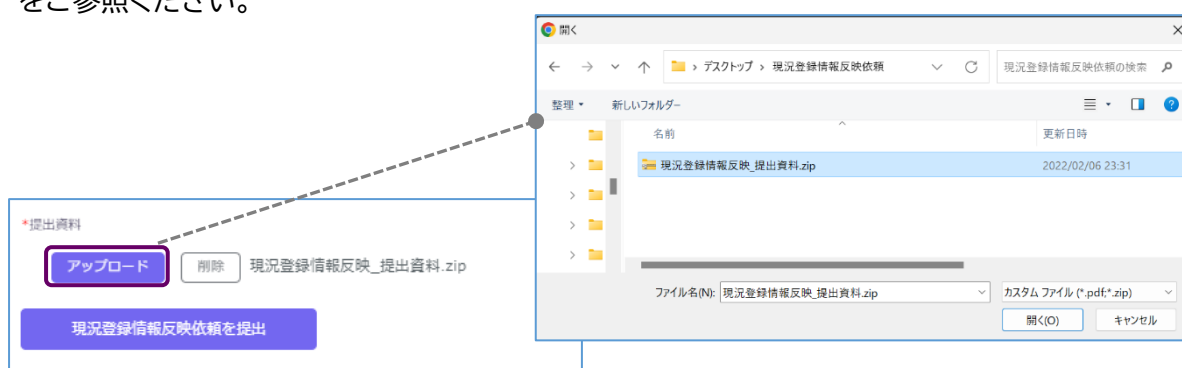 をご参照ください。
開く
デスクトップ › 現況登録情報反映依頼
現況登録情報反映依頼の検索
整理
新しいフォルダー
名前
更新日時
現況登録情報反映_提出資料.zip
2022/02/06 23:31
ファイル名(N):
現況登録情報反映_提出資料.zip
カスタム ファイル (*.pdf;*.zip)
開く(O)
キャンセル
*提出資料
アップロード
削除
現況登録情報反映_提出資料.zip
現況登録情報反映依頼を提出